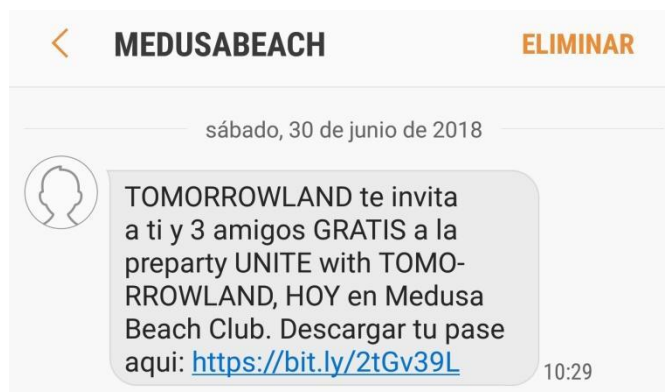 MEDUSABEACH ELIMINAR
sábado, 30 de junio de 2018
TOMORROWLAND te invita
a ti y 3 amigos GRATIS a la
preparty UNITE with TOMO-
RROWLAND, HOY en Medusa
Beach Club. Descargar tu pase
aqui: https://bit.ly/2tGv39L
10:29